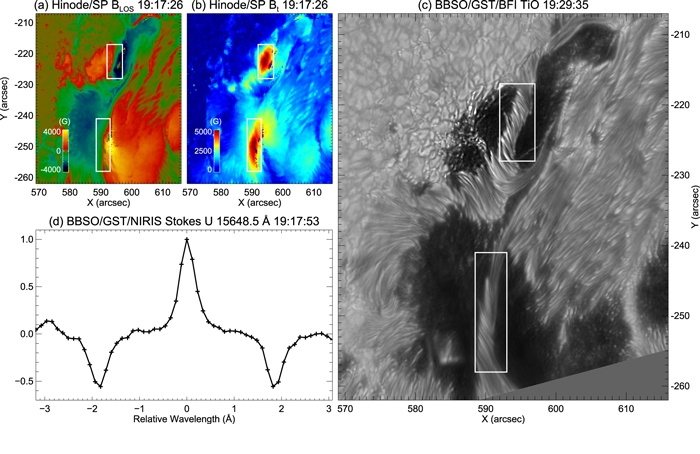 (a) Hinode/SP BLOS 19:17:26
(b) Hinode/SP Bt 19:17:26
(c) BBSO/GST/BFI TiO 19:29:35
-210
-220
-230
-240
-250
-260
Y (arcsec)
(G)
4000
0
-4000
570 580 590 600 610
X (arcsec)
(G)
5000
2500
0
570 580 590 600 610
X (arcsec)
-210
-220
-230
-240
-250
-260
Y (arcsec)
570 580 590 600 610
X (arcsec)
(d) BBSO/GST/NIRIS Stokes U 15648.5 Å 19:17:53
1.0
0.5
0.0
-0.5
−3 −2 −1 0 1 2 3
Relative Wavelength (Å)